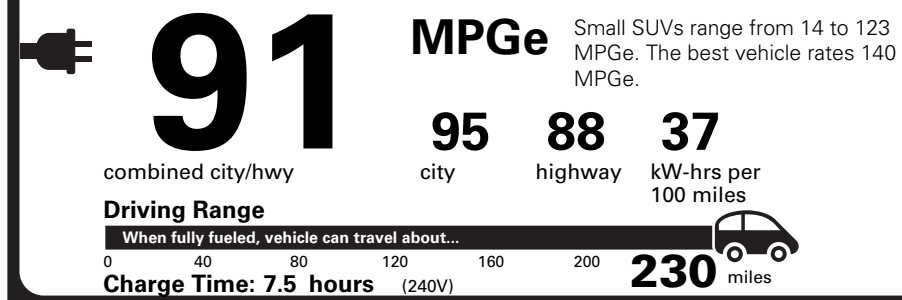 91
MPGe
Small SUVs range from 14 to 123
MPGe. The best vehicle rates 140
MPGe.
95 88 37
combined city/hwy city highway kW-hrs per
100 miles
Driving Range
When fully fueled, vehicle can travel about...
0 40 80 120 160 200 230 miles
Charge Time: 7.5 hours (240V)